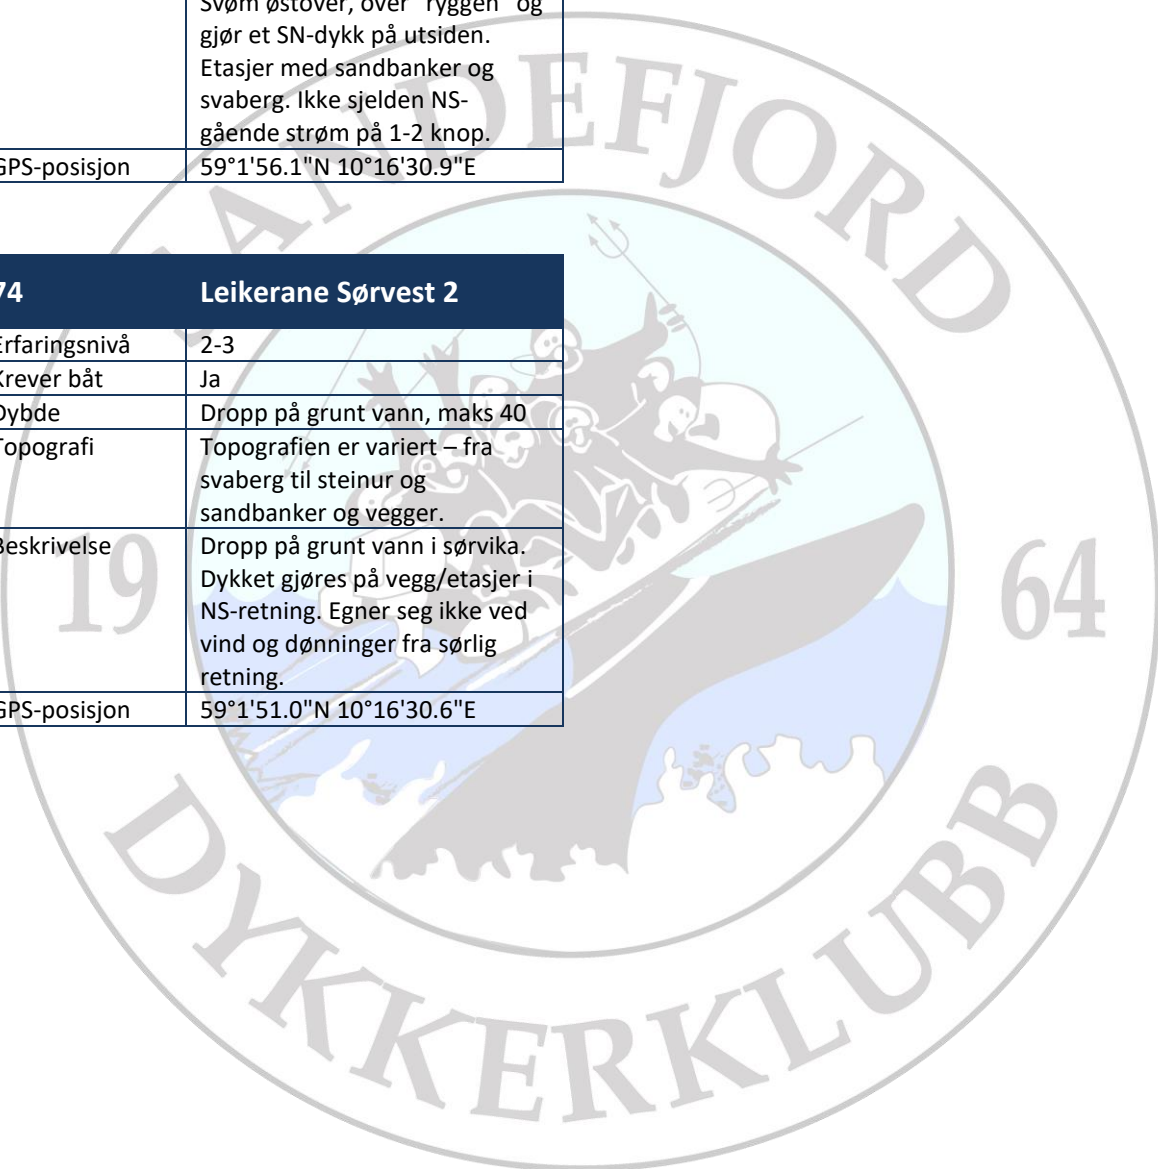 Svøm østover, over "ryggen" og
gjør et SN-dykk på utsiden.
Etasjer med sandbanker og
svaberg. Ikke sjelden NS-
gående strøm på 1-2 knop.
GPS-posisjon 59°1'56.1"N 10°16'30.9"E
74 Leikerane Sørvest 2
Erfaringsnivå 2-3
Krever båt Ja
Dybde Dropp på grunt vann, maks 40
Topografi Topografien er variert – fra
svaberg til steinur og
sandbanker og vegger.
Beskrivelse Dropp på grunt vann i sørvika.
Dykket gjøres på vegg/etasjer i
NS-retning. Egner seg ikke ved
vind og dønninger fra sørlig
retning.
GPS-posisjon 59°1'51.0"N 10°16'30.6"E
SANDEFJORD
19 64
DYKKERKLUBB